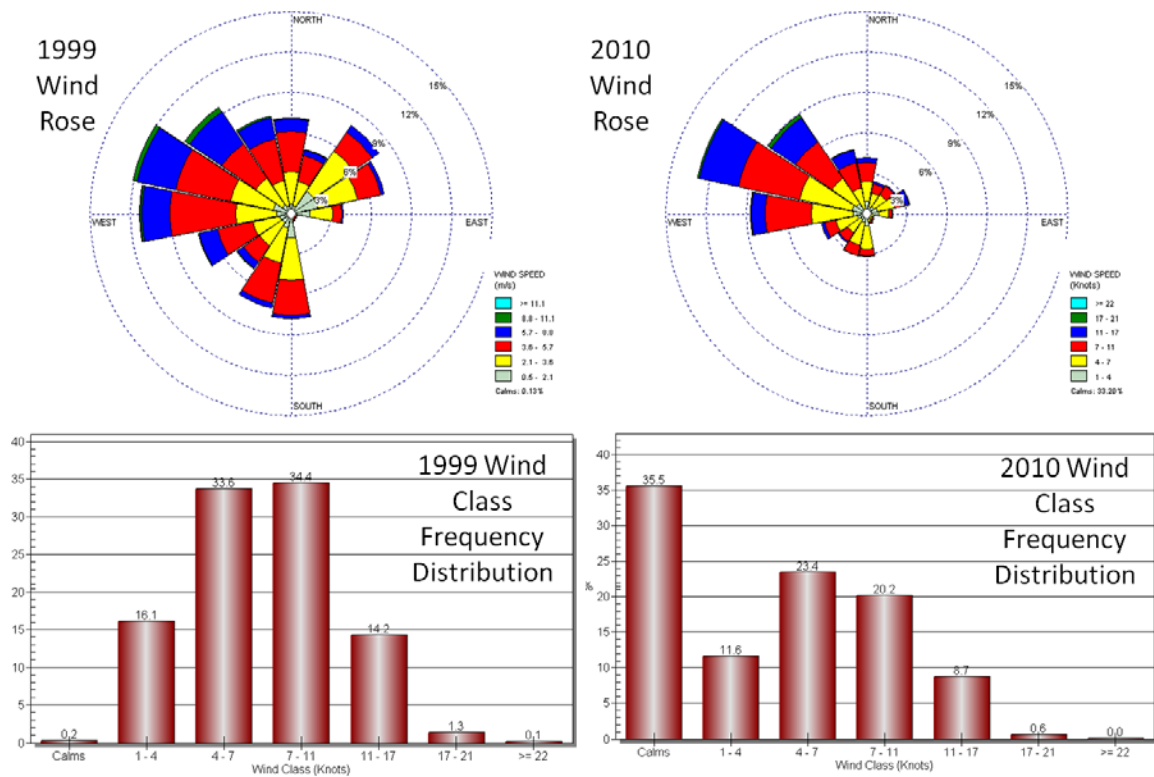 1999
Wind
Rose
NORTH
15%
12%
9%
6%
3%
WEST
EAST
SOUTH
WIND SPEED
(m/s)
>= 11.1
8.8 - 11.1
5.7 - 8.8
3.6 - 5.7
2.1 - 3.6
0.5 - 2.1
Calms: 0.13%
2010
Wind
Rose
NORTH
15%
12%
9%
6%
3%
WEST
EAST
SOUTH
WIND SPEED
(Knots)
>= 22
17 - 21
11 - 17
7 - 11
4 - 7
1 - 4
Calms: 33.20%
1999 Wind
Class
Frequency
Distribution
40
35
30
25
20
15
10
5
0
0.2
16.1
33.6
34.4
14.2
1.3
0.1
Calms 1 - 4 4 - 7 7 - 11 11 - 17 17 - 21 >= 22
Wind Class (Knots)
2010 Wind
Class
Frequency
Distribution
40
35
30
25
20
15
10
5
0
%
35.5
11.6
23.4
20.2
8.7
0.6
0.0
Calms 1 - 4 4 - 7 7 - 11 11 - 17 17 - 21 >= 22
Wind Class (Knots)